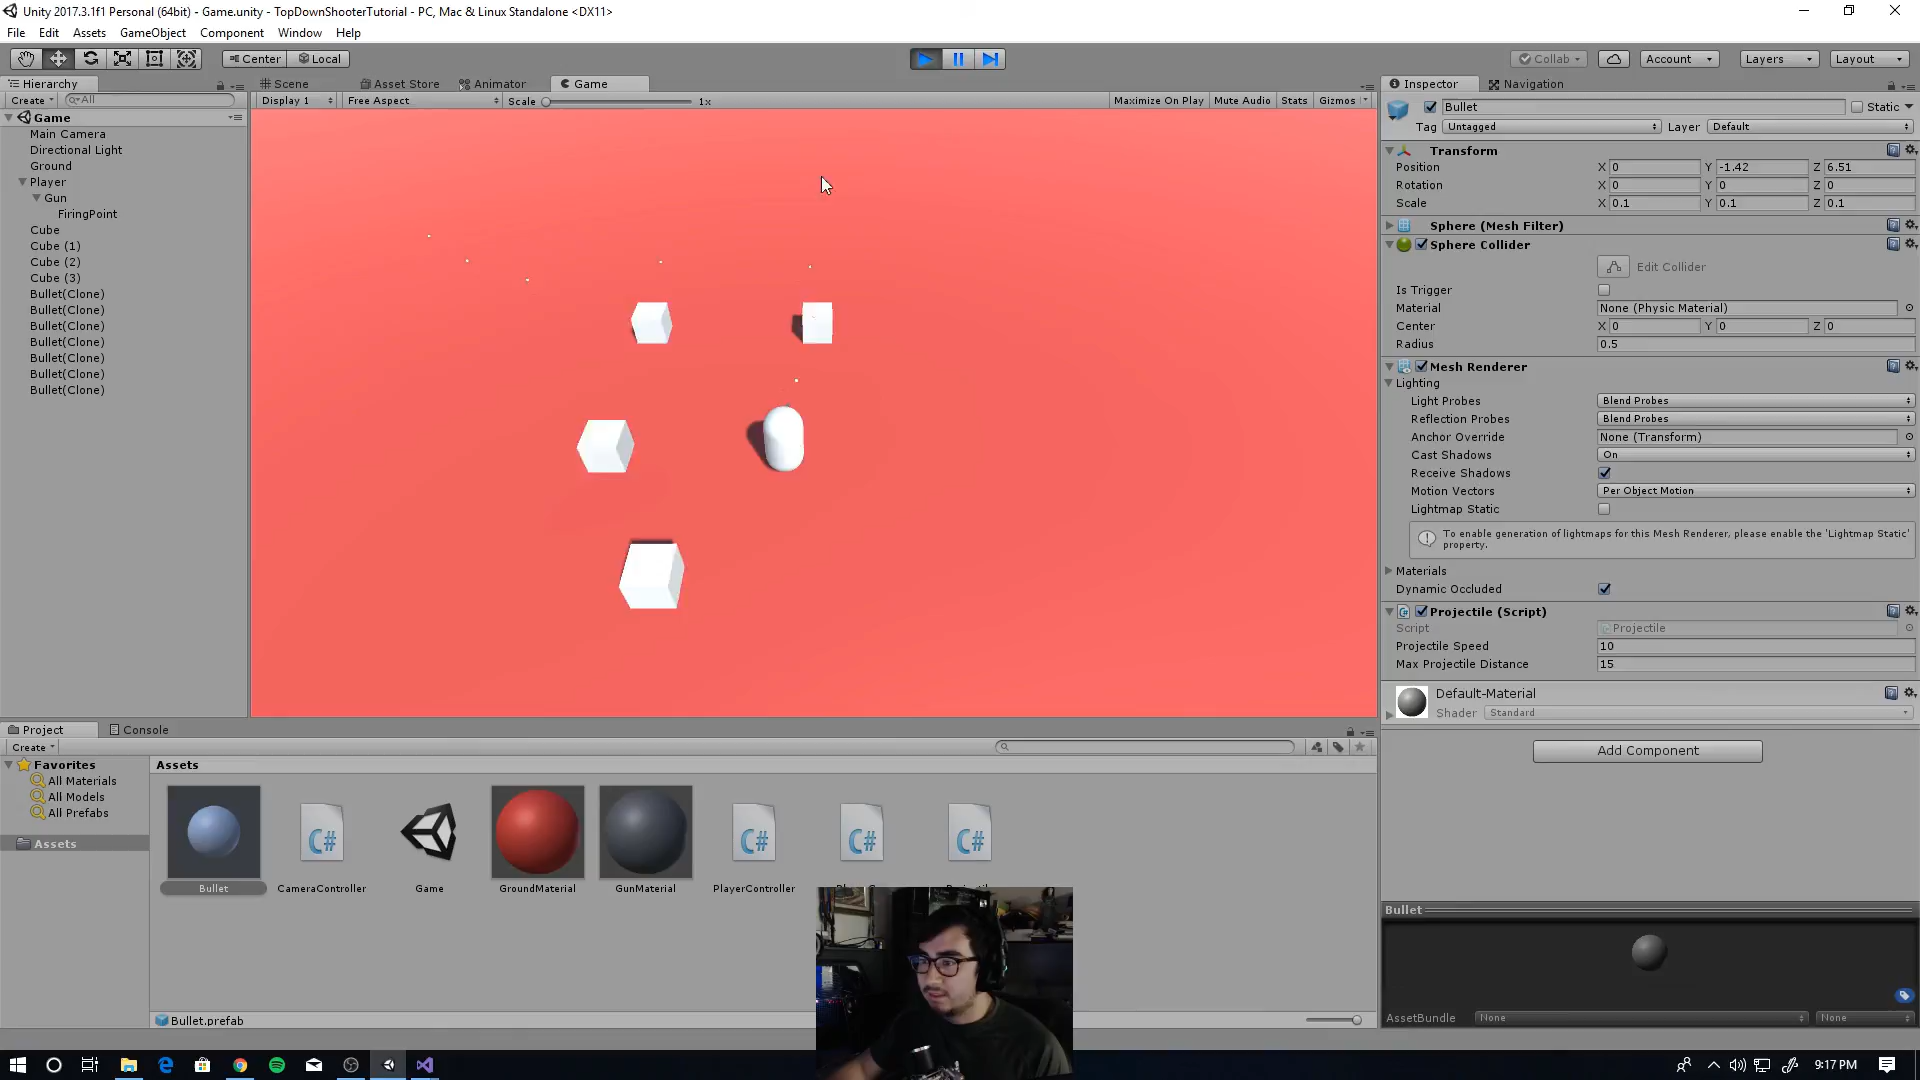 Unity 2017.3.1f1 Personal (64bit) - Game.unity - TopDownShooterTutorial - PC, Mac & Linux Standalone <DX11>
File Edit Assets GameObject Component Window Help
Center Local Collab Account Layers Layout
Hierarchy
Create All
Game
Main Camera
Directional Light
Ground
Player
Gun
FiringPoint
Cube
Cube (1)
Cube (2)
Cube (3)
Bullet(Clone)
Bullet(Clone)
Bullet(Clone)
Bullet(Clone)
Bullet(Clone)
Bullet(Clone)
Bullet(Clone)
Scene Asset Store Animator Game
Display 1 Free Aspect Scale 1x Maximize On Play Mute Audio Stats Gizmos
Inspector Navigation
Bullet Static
Tag Untagged Layer Default
Transform
Position X 0 Y -1.42 Z 6.51
Rotation X 0 Y 0 Z 0
Scale X 0.1 Y 0.1 Z 0.1
Sphere (Mesh Filter)
Sphere Collider
Edit Collider
Is Trigger
Material None (Physic Material)
Center X 0 Y 0 Z 0
Radius 0.5
Mesh Renderer
Lighting
Light Probes Blend Probes
Reflection Probes Blend Probes
Anchor Override None (Transform)
Cast Shadows On
Receive Shadows
Motion Vectors Per Object Motion
Lightmap Static
To enable generation of lightmaps for this Mesh Renderer, please enable the 'Lightmap Static'
property.
Materials
Dynamic Occluded
Projectile (Script)
Script Projectile
Projectile Speed 10
Max Projectile Distance 15
Default-Material
Shader Standard
Add Component
Bullet
AssetBundle None None
Project Console
Create
Favorites
All Materials
All Models
All Prefabs
Assets
Assets
Bullet CameraController Game GroundMaterial GunMaterial PlayerController
Bullet.prefab
9:17 PM